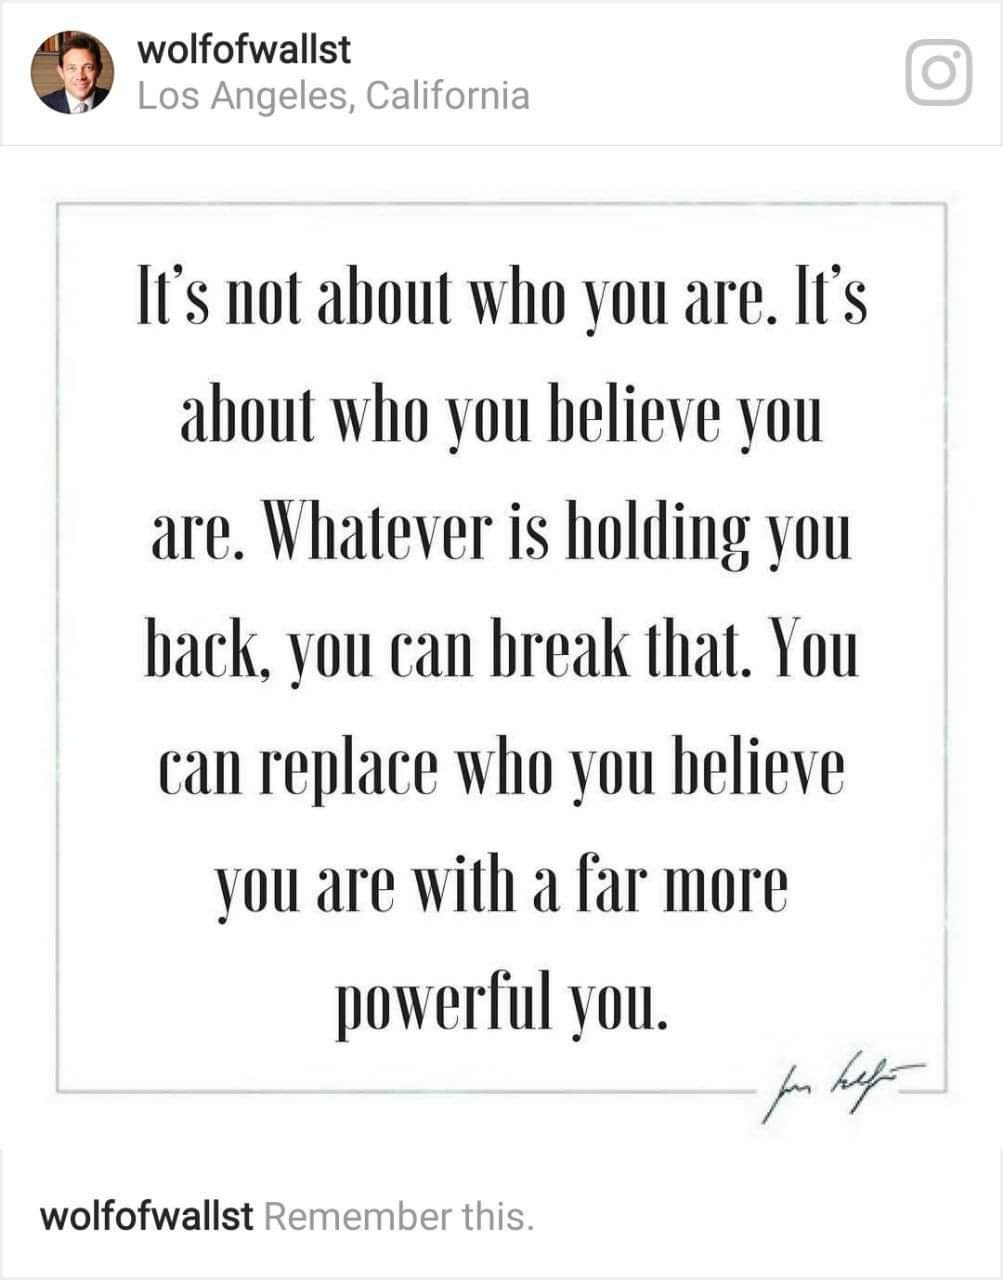 wolfofwallst
Los Angeles, California
It's not about who you are. It's
about who you believe you
are. Whatever is holding you
back, you can break that. You
can replace who you believe
you are with a far more
powerful you.
wolfofwallst Remember this.